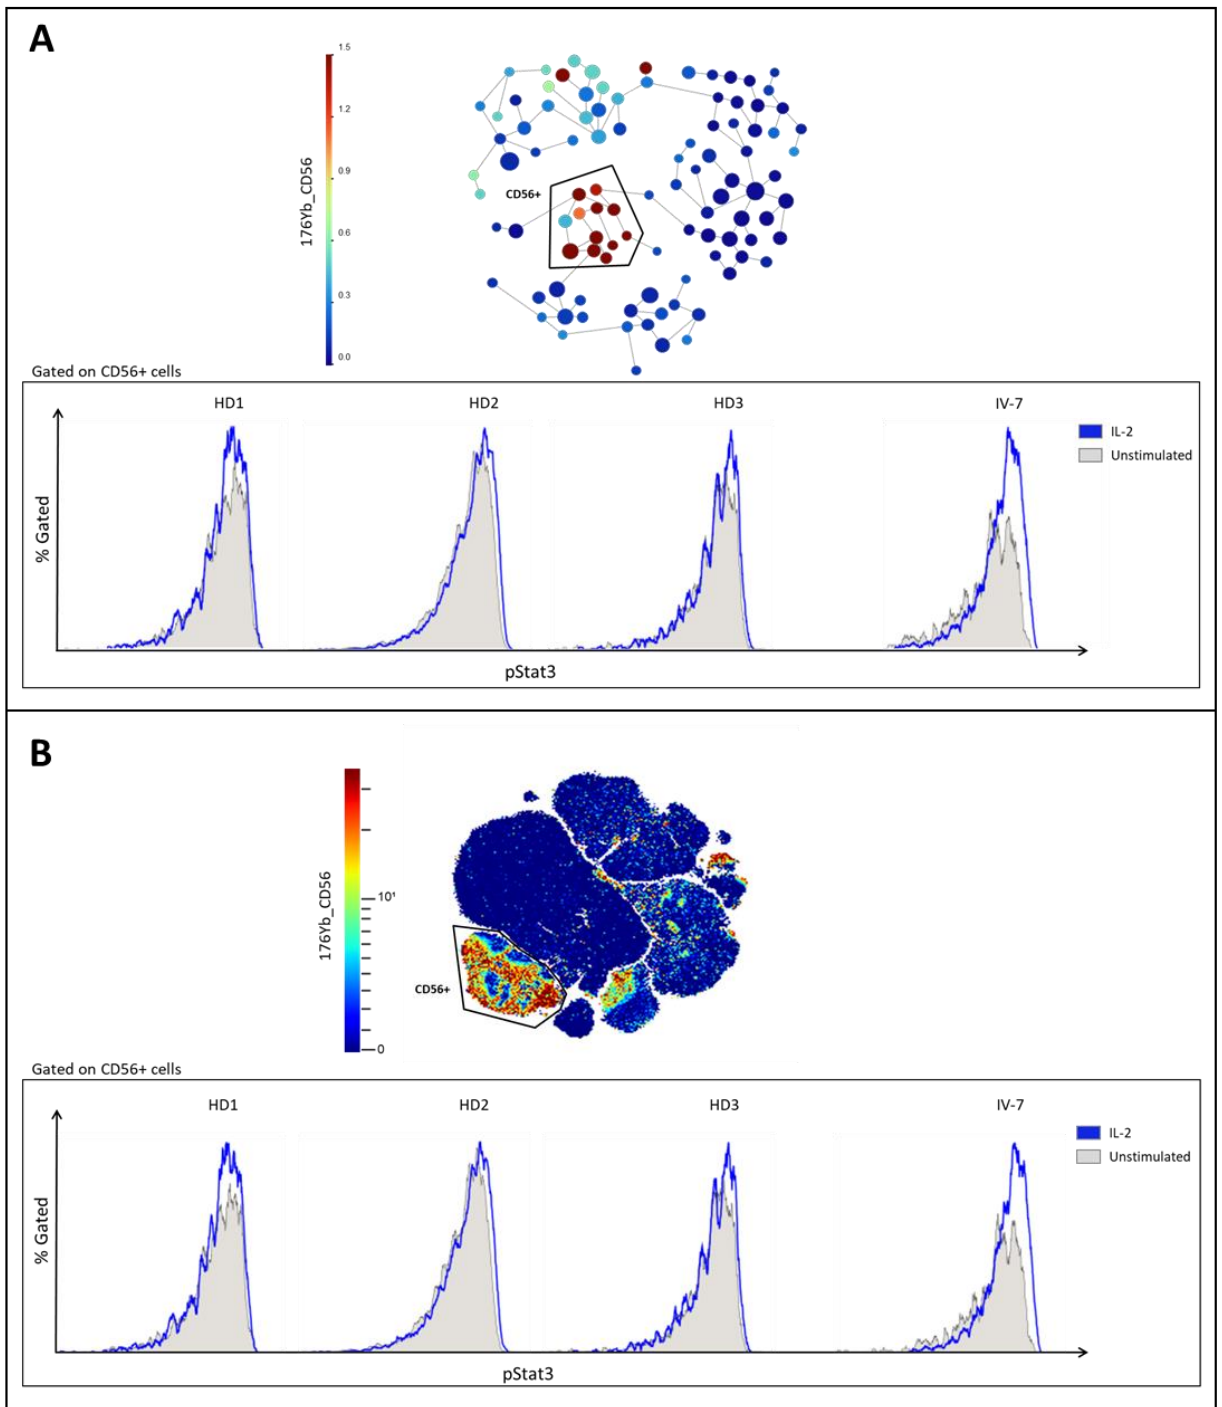 A
176Yb_CD56
1.5
1.2
0.9
0.6
0.3
0.0
CD56+
Gated on CD56+ cells
HD1 HD2 HD3 IV-7
IL-2
Unstimulated
% Gated
pStat3
B
176Yb_CD56
10¹
0
CD56+
Gated on CD56+ cells
HD1 HD2 HD3 IV-7
IL-2
Unstimulated
% Gated
pStat3